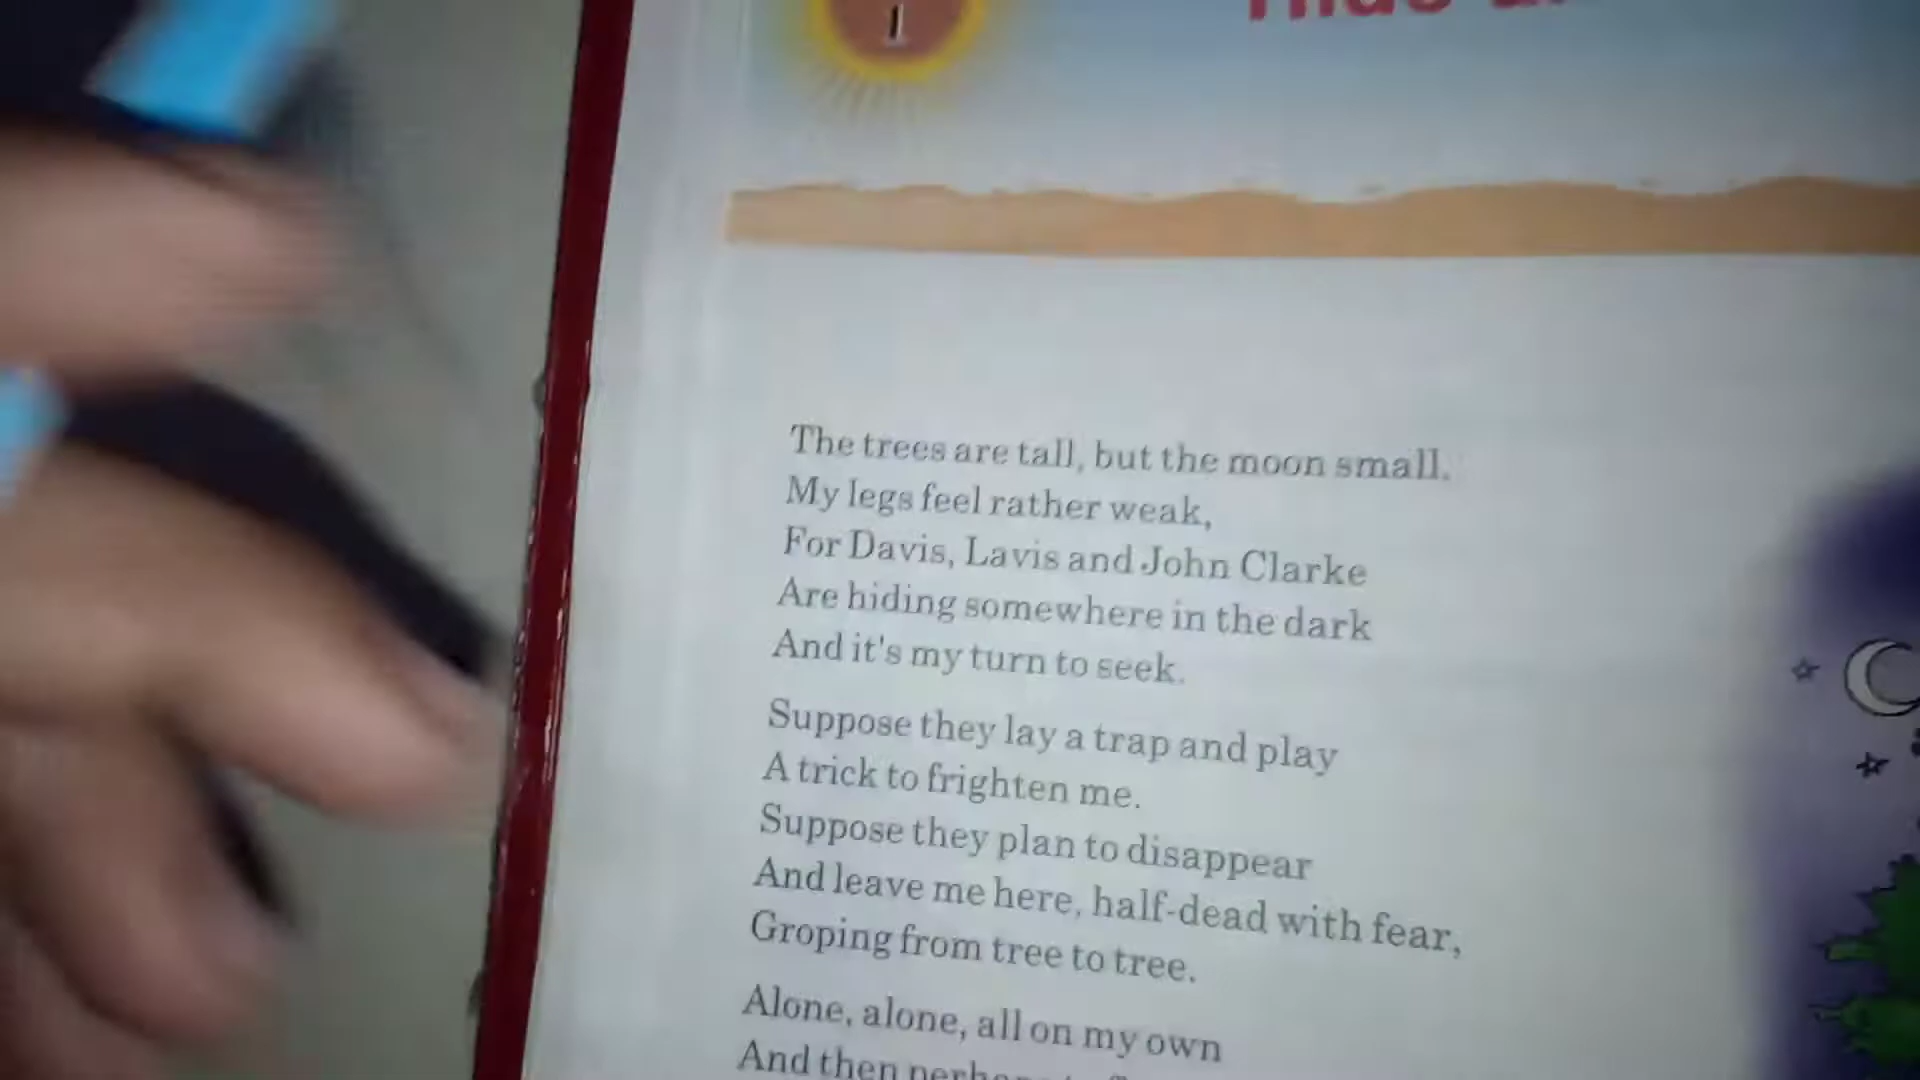 1
The trees are tall, but the moon small.
My legs feel rather weak,
For Davis, Lavis and John Clarke
Are hiding somewhere in the dark
And it's my turn to seek.
Suppose they lay a trap and play
A trick to frighten me.
Suppose they plan to disappear
And leave me here, half-dead with fear,
Groping from tree to tree.
Alone, alone, all on my own
And then